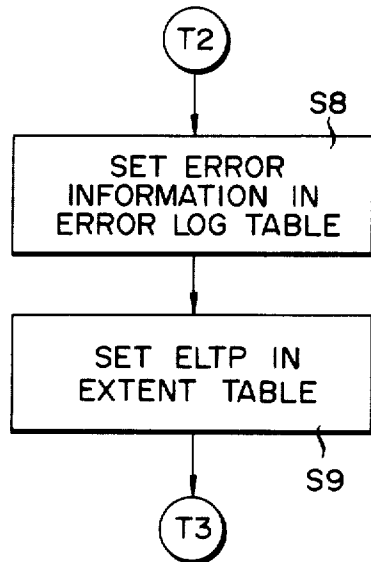 T2
S8
SET ERROR
INFORMATION IN
ERROR LOG TABLE
SET ELTP IN
EXTENT TABLE
S9
T3